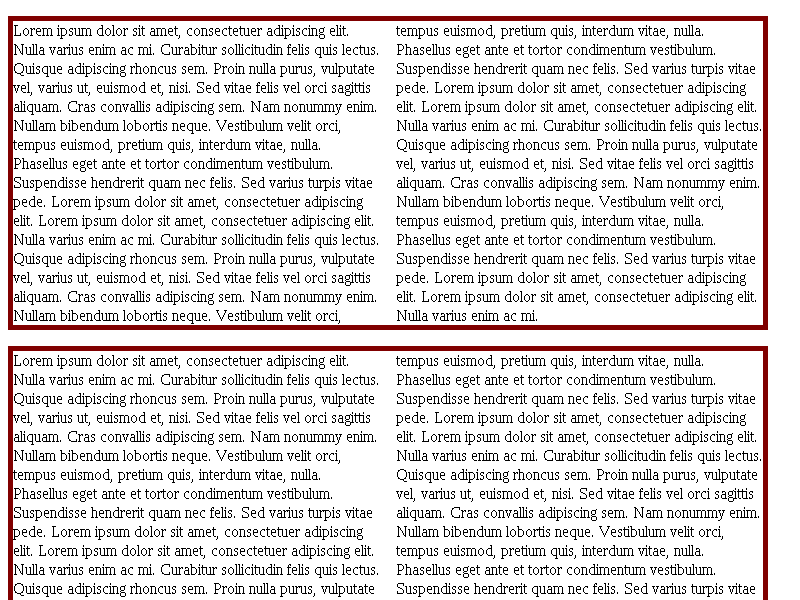 Lorem ipsum dolor sit amet, consectetuer adipiscing elit.
Nulla varius enim ac mi. Curabitur sollicitudin felis quis lectus.
Quisque adipiscing rhoncus sem. Proin nulla purus, vulputate
vel, varius ut, euismod et, nisi. Sed vitae felis vel orci sagittis
aliquam. Cras convallis adipiscing sem. Nam nonummy enim.
Nullam bibendum lobortis neque. Vestibulum velit orci,
tempus euismod, pretium quis, interdum vitae, nulla.
Phasellus eget ante et tortor condimentum vestibulum.
Suspendisse hendrerit quam nec felis. Sed varius turpis vitae
pede. Lorem ipsum dolor sit amet, consectetuer adipiscing
elit. Lorem ipsum dolor sit amet, consectetuer adipiscing elit.
Nulla varius enim ac mi. Curabitur sollicitudin felis quis lectus.
Quisque adipiscing rhoncus sem. Proin nulla purus, vulputate
vel, varius ut, euismod et, nisi. Sed vitae felis vel orci sagittis
aliquam. Cras convallis adipiscing sem. Nam nonummy enim.
Nullam bibendum lobortis neque. Vestibulum velit orci,
tempus euismod, pretium quis, interdum vitae, nulla.
Phasellus eget ante et tortor condimentum vestibulum.
Suspendisse hendrerit quam nec felis. Sed varius turpis vitae
pede. Lorem ipsum dolor sit amet, consectetuer adipiscing
elit. Lorem ipsum dolor sit amet, consectetuer adipiscing elit.
Nulla varius enim ac mi. Curabitur sollicitudin felis quis lectus.
Quisque adipiscing rhoncus sem. Proin nulla purus, vulputate
vel, varius ut, euismod et, nisi. Sed vitae felis vel orci sagittis
aliquam. Cras convallis adipiscing sem. Nam nonummy enim.
Nullam bibendum lobortis neque. Vestibulum velit orci,
tempus euismod, pretium quis, interdum vitae, nulla.
Phasellus eget ante et tortor condimentum vestibulum.
Suspendisse hendrerit quam nec felis. Sed varius turpis vitae
pede. Lorem ipsum dolor sit amet, consectetuer adipiscing
elit. Lorem ipsum dolor sit amet, consectetuer adipiscing elit.
Nulla varius enim ac mi.
Lorem ipsum dolor sit amet, consectetuer adipiscing elit.
Nulla varius enim ac mi. Curabitur sollicitudin felis quis lectus.
Quisque adipiscing rhoncus sem. Proin nulla purus, vulputate
vel, varius ut, euismod et, nisi. Sed vitae felis vel orci sagittis
aliquam. Cras convallis adipiscing sem. Nam nonummy enim.
Nullam bibendum lobortis neque. Vestibulum velit orci,
tempus euismod, pretium quis, interdum vitae, nulla.
Phasellus eget ante et tortor condimentum vestibulum.
Suspendisse hendrerit quam nec felis. Sed varius turpis vitae
pede. Lorem ipsum dolor sit amet, consectetuer adipiscing
elit. Lorem ipsum dolor sit amet, consectetuer adipiscing elit.
Nulla varius enim ac mi. Curabitur sollicitudin felis quis lectus.
Quisque adipiscing rhoncus sem. Proin nulla purus, vulputate
tempus euismod, pretium quis, interdum vitae, nulla.
Phasellus eget ante et tortor condimentum vestibulum.
Suspendisse hendrerit quam nec felis. Sed varius turpis vitae
pede. Lorem ipsum dolor sit amet, consectetuer adipiscing
elit. Lorem ipsum dolor sit amet, consectetuer adipiscing elit.
Nulla varius enim ac mi. Curabitur sollicitudin felis quis lectus.
Quisque adipiscing rhoncus sem. Proin nulla purus, vulputate
vel, varius ut, euismod et, nisi. Sed vitae felis vel orci sagittis
aliquam. Cras convallis adipiscing sem. Nam nonummy enim.
Nullam bibendum lobortis neque. Vestibulum velit orci,
tempus euismod, pretium quis, interdum vitae, nulla.
Phasellus eget ante et tortor condimentum vestibulum.
Suspendisse hendrerit quam nec felis. Sed varius turpis vitae